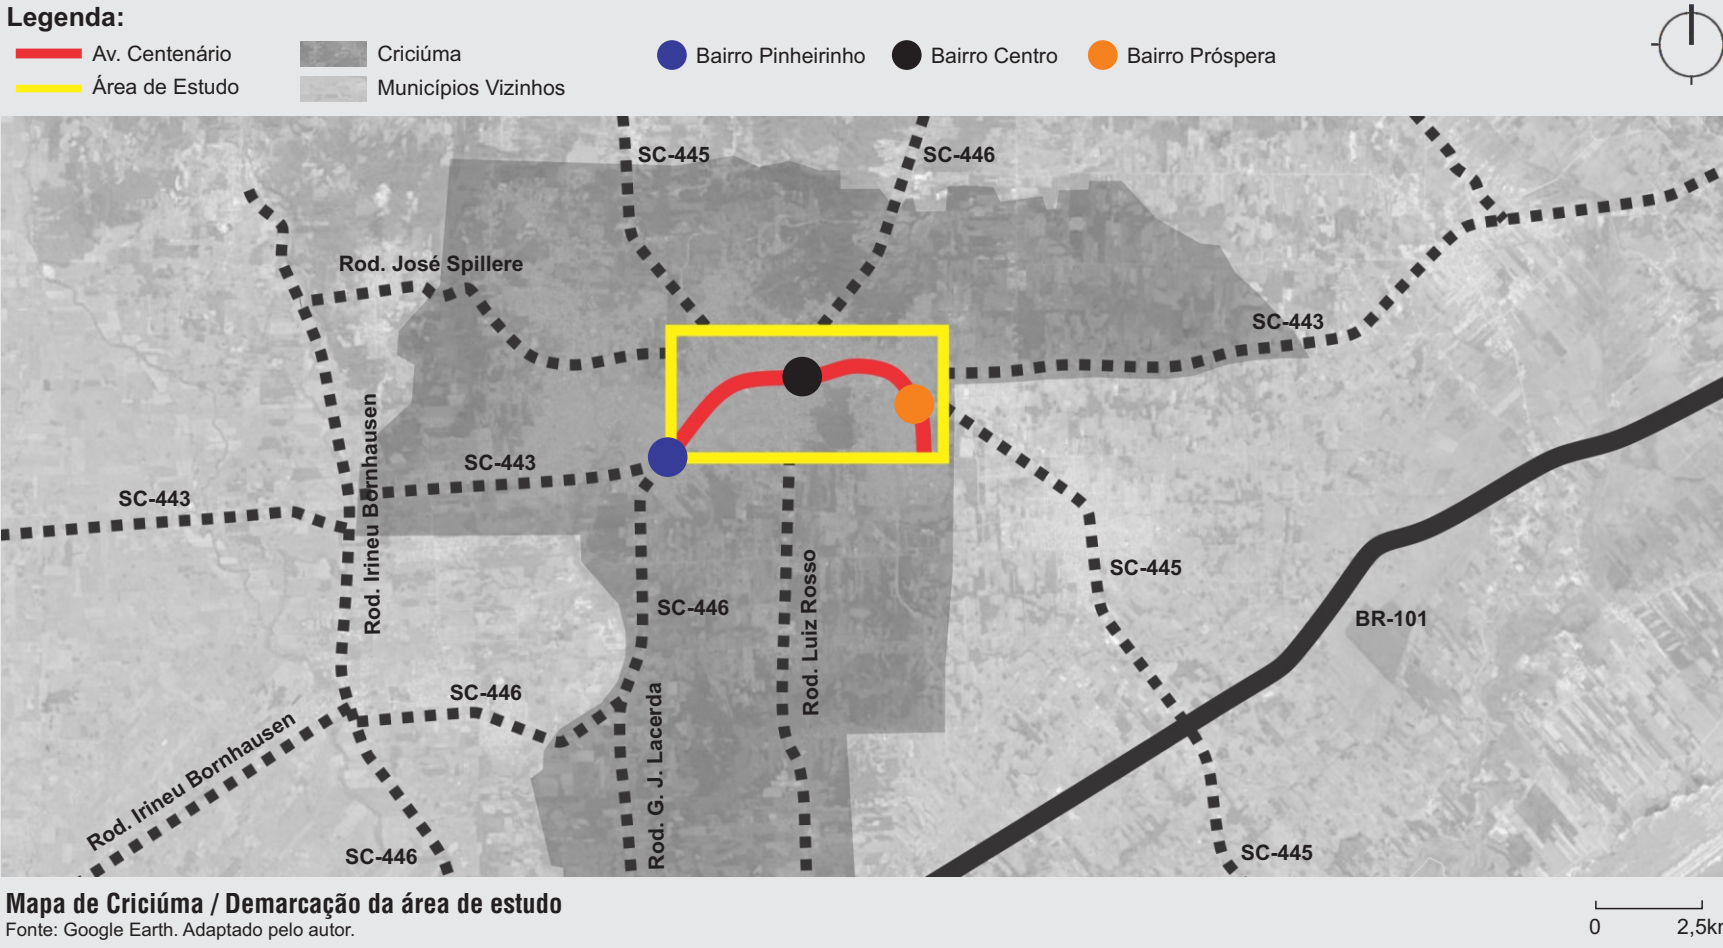 Legenda:
Av. Centenário
Área de Estudo
Criciúma
Municípios Vizinhos
Bairro Pinheirinho
Bairro Centro
Bairro Próspera
SC-445
SC-446
Rod. José Spillere
SC-443
Rod. Irineu Bornhausen
SC-443
SC-443
SC-446
Rod. Luiz Rosso
SC-445
BR-101
SC-446
Rod. G. J. Lacerda
Rod. Irineu Bornhausen
SC-446
SC-445
Mapa de Criciúma / Demarcação da área de estudo
Fonte: Google Earth. Adaptado pelo autor.
0 2,5k